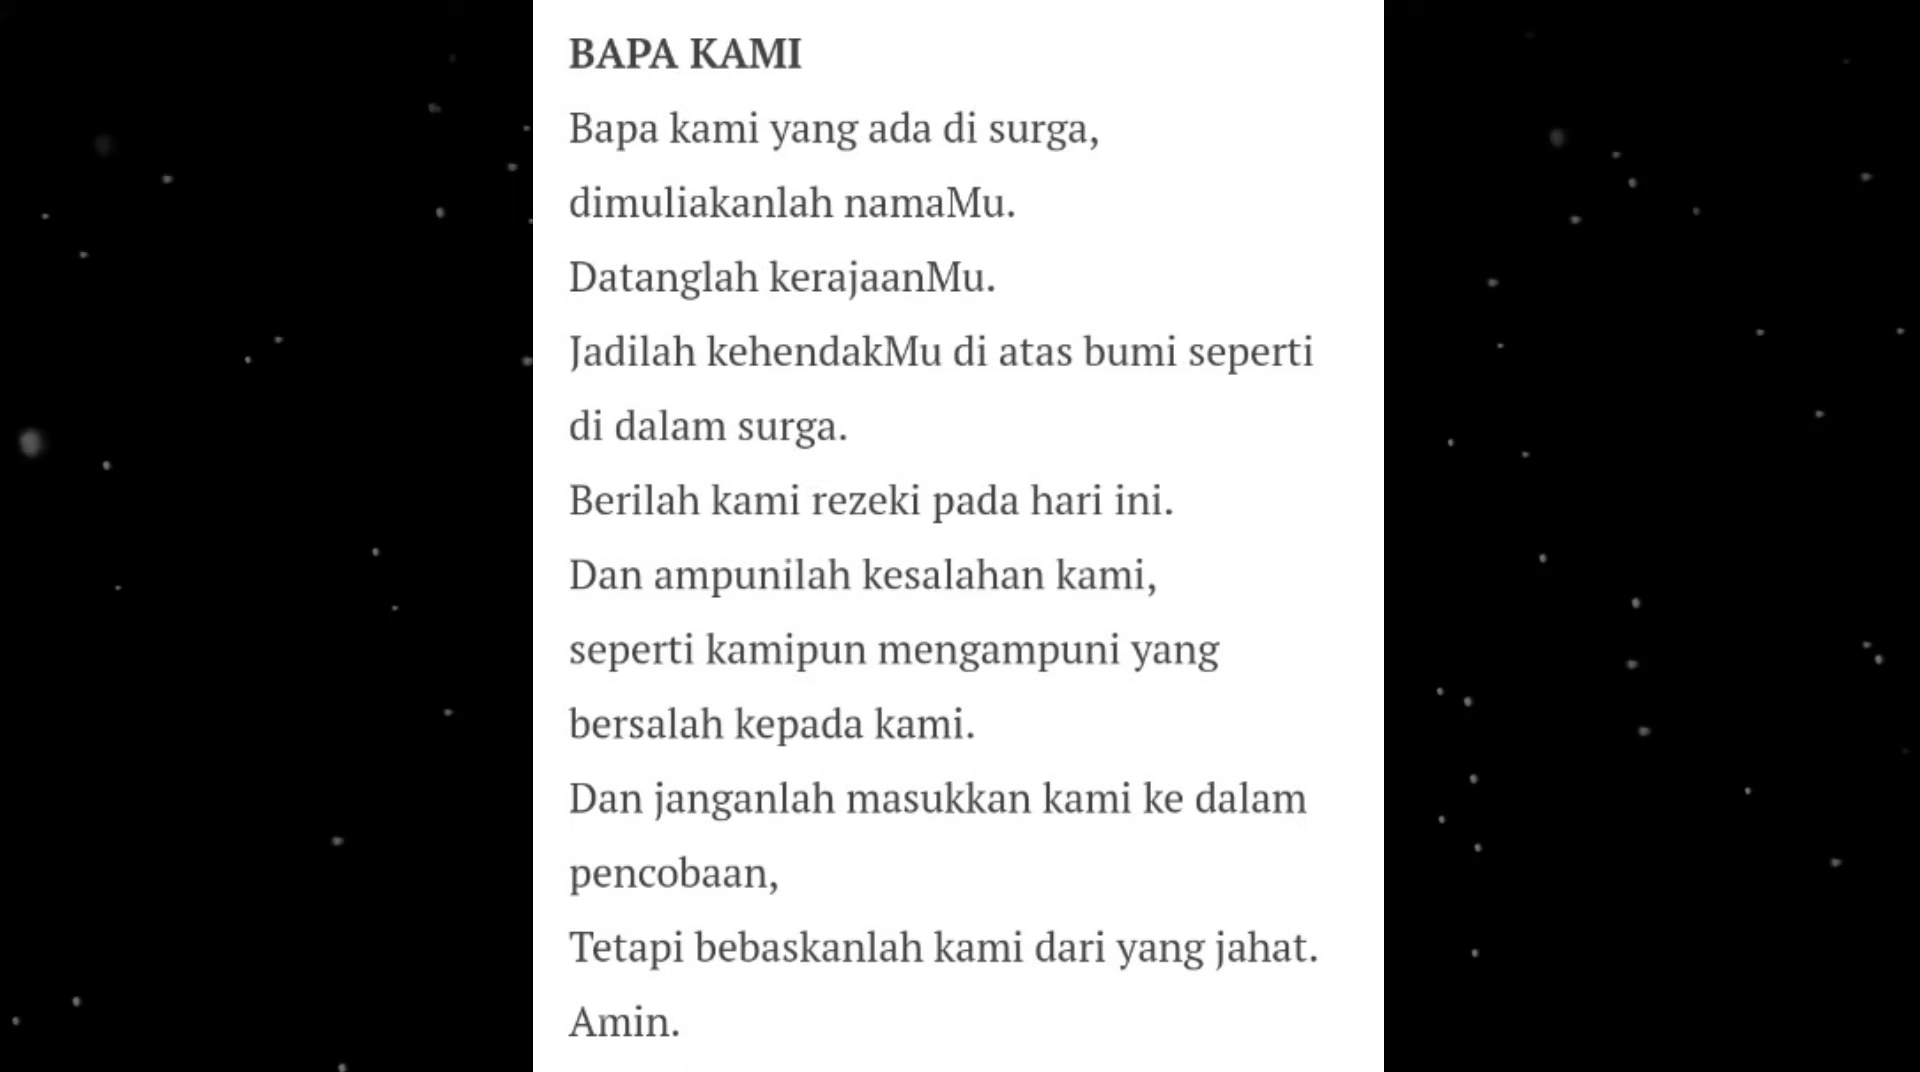 BAPA KAMI
Bapa kami yang ada di surga,
dimuliakanlah namaMu.
Datanglah kerajaanMu.
Jadilah kehendakMu di atas bumi seperti
di dalam surga.
Berilah kami rezeki pada hari ini.
Dan ampunilah kesalahan kami,
seperti kamipun mengampuni yang
bersalah kepada kami.
Dan janganlah masukkan kami ke dalam
pencobaan,
Tetapi bebaskanlah kami dari yang jahat.
Amin.